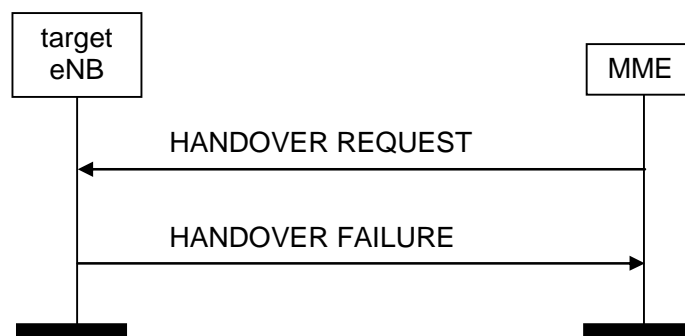 target
eNB
MME
HANDOVER REQUEST
HANDOVER FAILURE